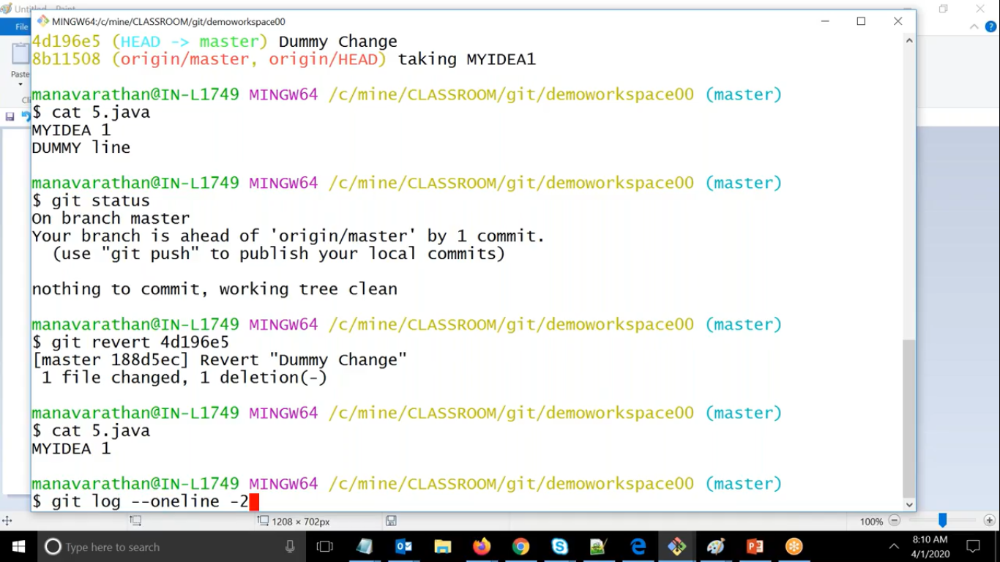 Untitled - Paint
MINGW64:/c/mine/CLASSROOM/git/demoworkspace00
File
Paste
4d196e5 (HEAD -> master) Dummy Change
8b11508 (origin/master, origin/HEAD) taking MYIDEA1
manavarathan@IN-L1749 MINGW64 /c/mine/CLASSROOM/git/demoworkspace00 (master)
$ cat 5.java
MYIDEA 1
DUMMY line
manavarathan@IN-L1749 MINGW64 /c/mine/CLASSROOM/git/demoworkspace00 (master)
$ git status
On branch master
Your branch is ahead of 'origin/master' by 1 commit.
(use "git push" to publish your local commits)
nothing to commit, working tree clean
manavarathan@IN-L1749 MINGW64 /c/mine/CLASSROOM/git/demoworkspace00 (master)
$ git revert 4d196e5
[master 188d5ec] Revert "Dummy Change"
1 file changed, 1 deletion(-)
manavarathan@IN-L1749 MINGW64 /c/mine/CLASSROOM/git/demoworkspace00 (master)
$ cat 5.java
MYIDEA 1
manavarathan@IN-L1749 MINGW64 /c/mine/CLASSROOM/git/demoworkspace00 (master)
$ git log --oneline -2
1208 × 702px
100%
Type here to search
8:10 AM
4/1/2020